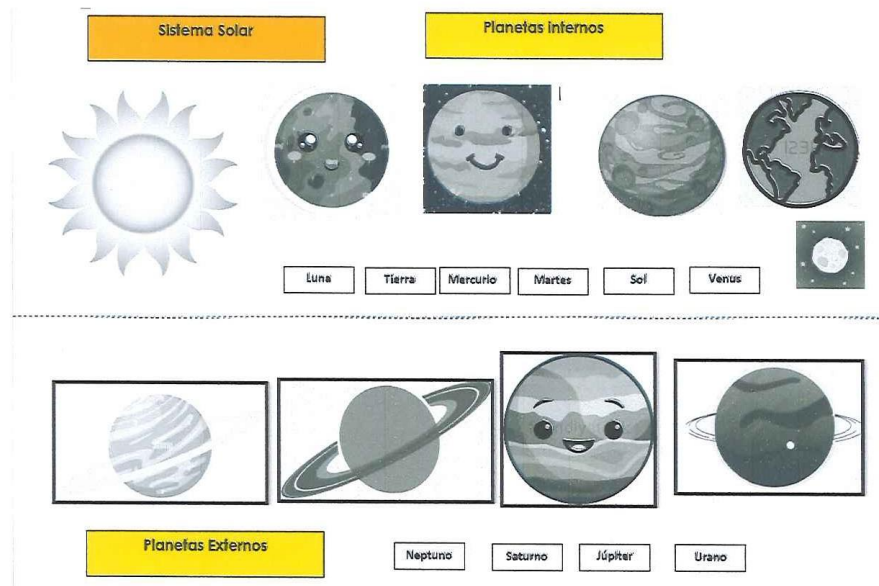 Sistema Solar
Planetas internos
Luna
Tierra
Mercurio
Martes
Sol
Venus
Planetas Externos
Neptuno
Saturno
Júpiter
Urano